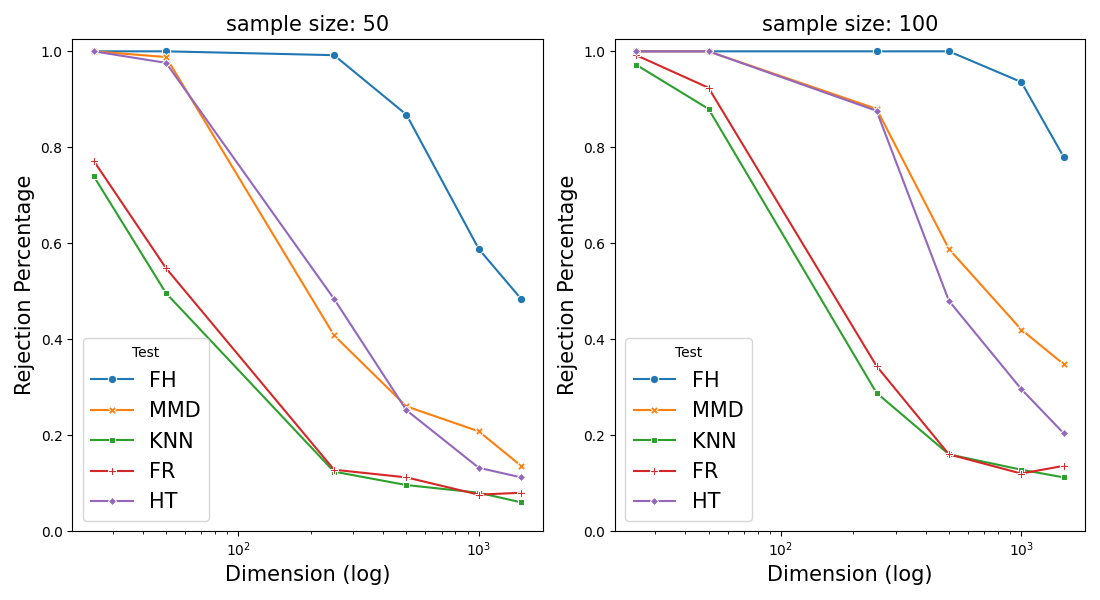 sample size: 50
Rejection Percentage
1.0
0.8
0.6
0.4
0.2
0.0
Test
FH
MMD
KNN
FR
HT
10²
10³
Dimension (log)
sample size: 100
Rejection Percentage
1.0
0.8
0.6
0.4
0.2
0.0
Test
FH
MMD
KNN
FR
HT
10²
10³
Dimension (log)